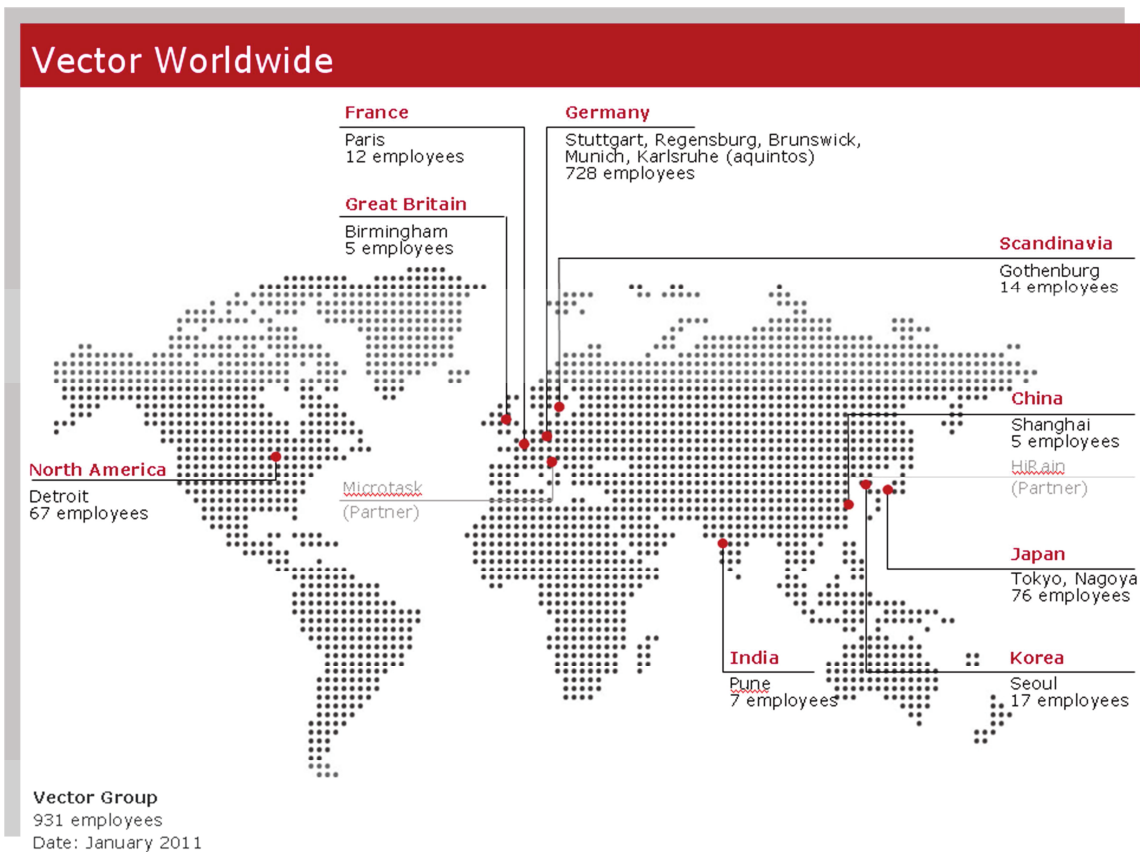 Vector Worldwide
France
Paris
12 employees
Germany
Stuttgart, Regensburg, Brunswick,
Munich, Karlsruhe (aquintos)
728 employees
Great Britain
Birmingham
5 employees
Scandinavia
Gothenburg
14 employees
China
Shanghai
5 employees
HiRain
(Partner)
North America
Detroit
67 employees
Microtask
(Partner)
Japan
Tokyo, Nagoya
76 employees
India
Pune
7 employees
Korea
Seoul
17 employees
Vector Group
931 employees
Date: January 2011